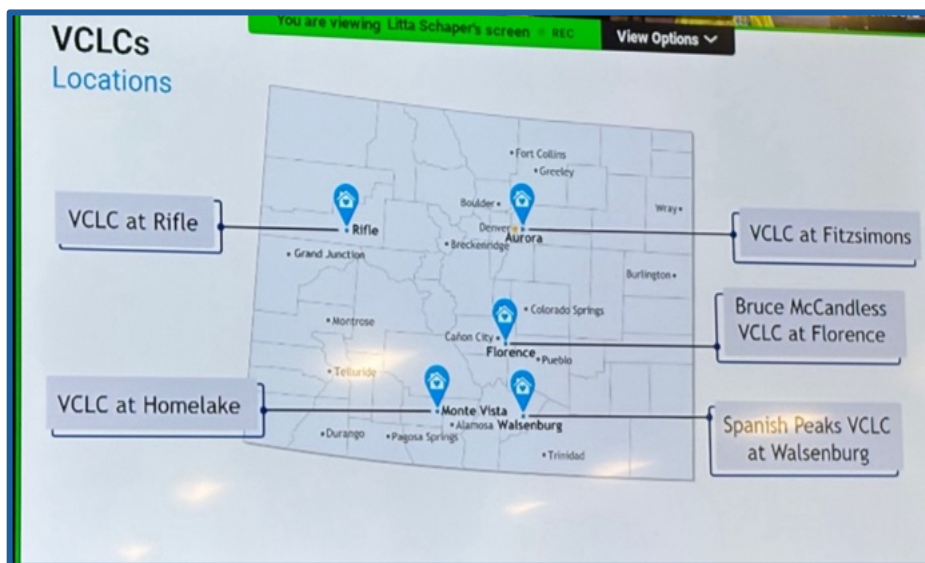 You are viewing Litta Schaper's screen REC
View Options
VCLCs
Locations
Fort Collins
Greeley
Boulder
Wray
VCLC at Rifle
Rifle
Denver
Aurora
VCLC at Fitzsimons
Breckenridge
Grand Junction
Burlington
Colorado Springs
Bruce McCandless
VCLC at Florence
Montrose
Cañon City
Florence
Pueblo
Telluride
VCLC at Homelake
Monte Vista
Alamosa
Walsenburg
Spanish Peaks VCLC
at Walsenburg
Durango
Pagosa Springs
Trinidad